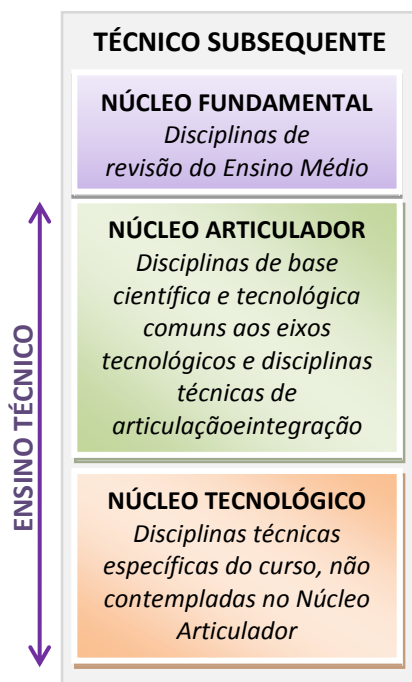 TÉCNICO SUBSEQUENTE
NÚCLEO FUNDAMENTAL
Disciplinas de
revisão do Ensino Médio
NÚCLEO ARTICULADOR
Disciplinas de base
científica e tecnológica
comuns aos eixos
tecnológicos e disciplinas
técnicas de
articulaçãoeintegração
NÚCLEO TECNOLÓGICO
Disciplinas técnicas
específicas do curso, não
contempladas no Núcleo
Articulador
ENSINO TÉCNICO